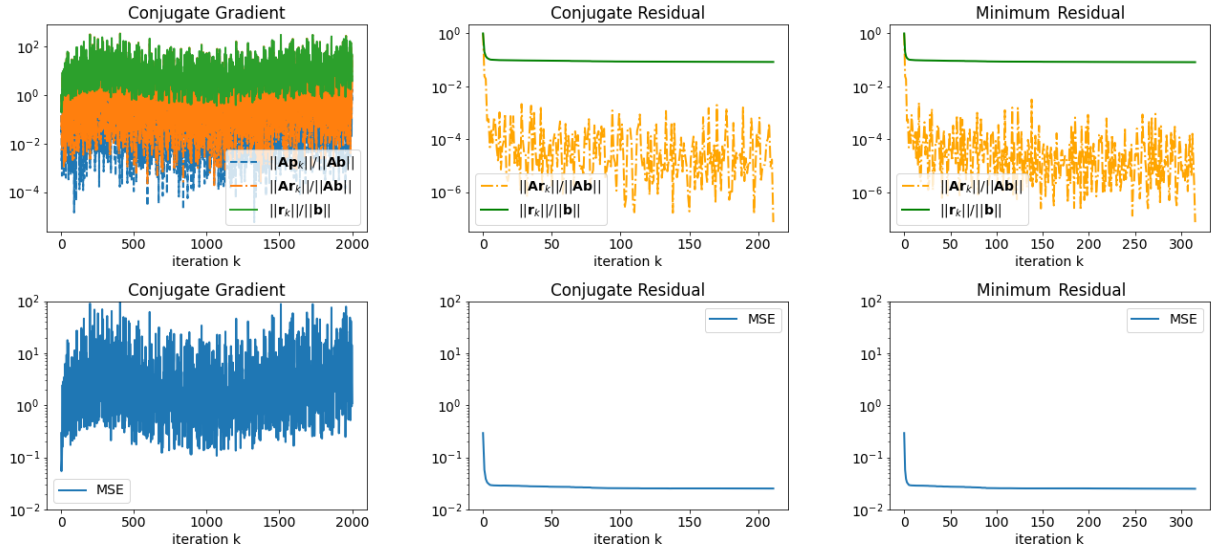 Conjugate Gradient
10^2
10^0
10^-2
10^-4
||Ap_k||/||Ab||
||Ar_k||/||Ab||
||r_k||/||b||
0 500 1000 1500 2000
iteration k
Conjugate Residual
10^0
10^-2
10^-4
10^-6
||Ar_k||/||Ab||
||r_k||/||b||
0 50 100 150 200
iteration k
Minimum Residual
10^0
10^-2
10^-4
10^-6
||Ar_k||/||Ab||
||r_k||/||b||
0 50 100 150 200 250 300
iteration k
Conjugate Gradient
10^2
10^1
10^0
10^-1
10^-2
MSE
0 500 1000 1500 2000
iteration k
Conjugate Residual
10^2
10^1
10^0
10^-1
10^-2
MSE
0 50 100 150 200
iteration k
Minimum Residual
10^2
10^1
10^0
10^-1
10^-2
MSE
0 50 100 150 200 250 300
iteration k